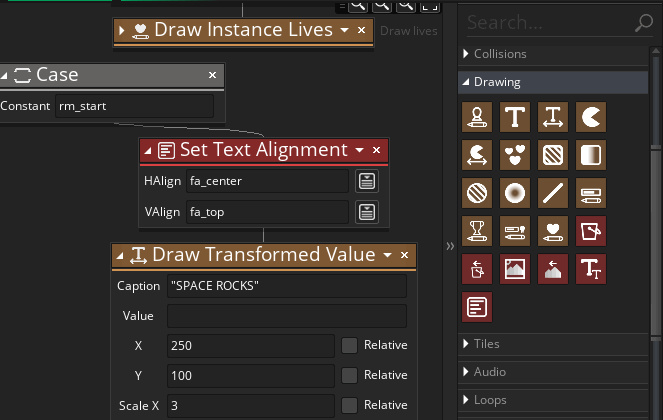 Draw Instance Lives
Draw lives
Case
Constant rm_start
Set Text Alignment
HAlign fa_center
VAlign fa_top
Draw Transformed Value
Caption "SPACE ROCKS"
Value
X 250 Relative
Y 100 Relative
Scale X 3 Relative
Search...
Collisions
Drawing
Tiles
Audio
Loops